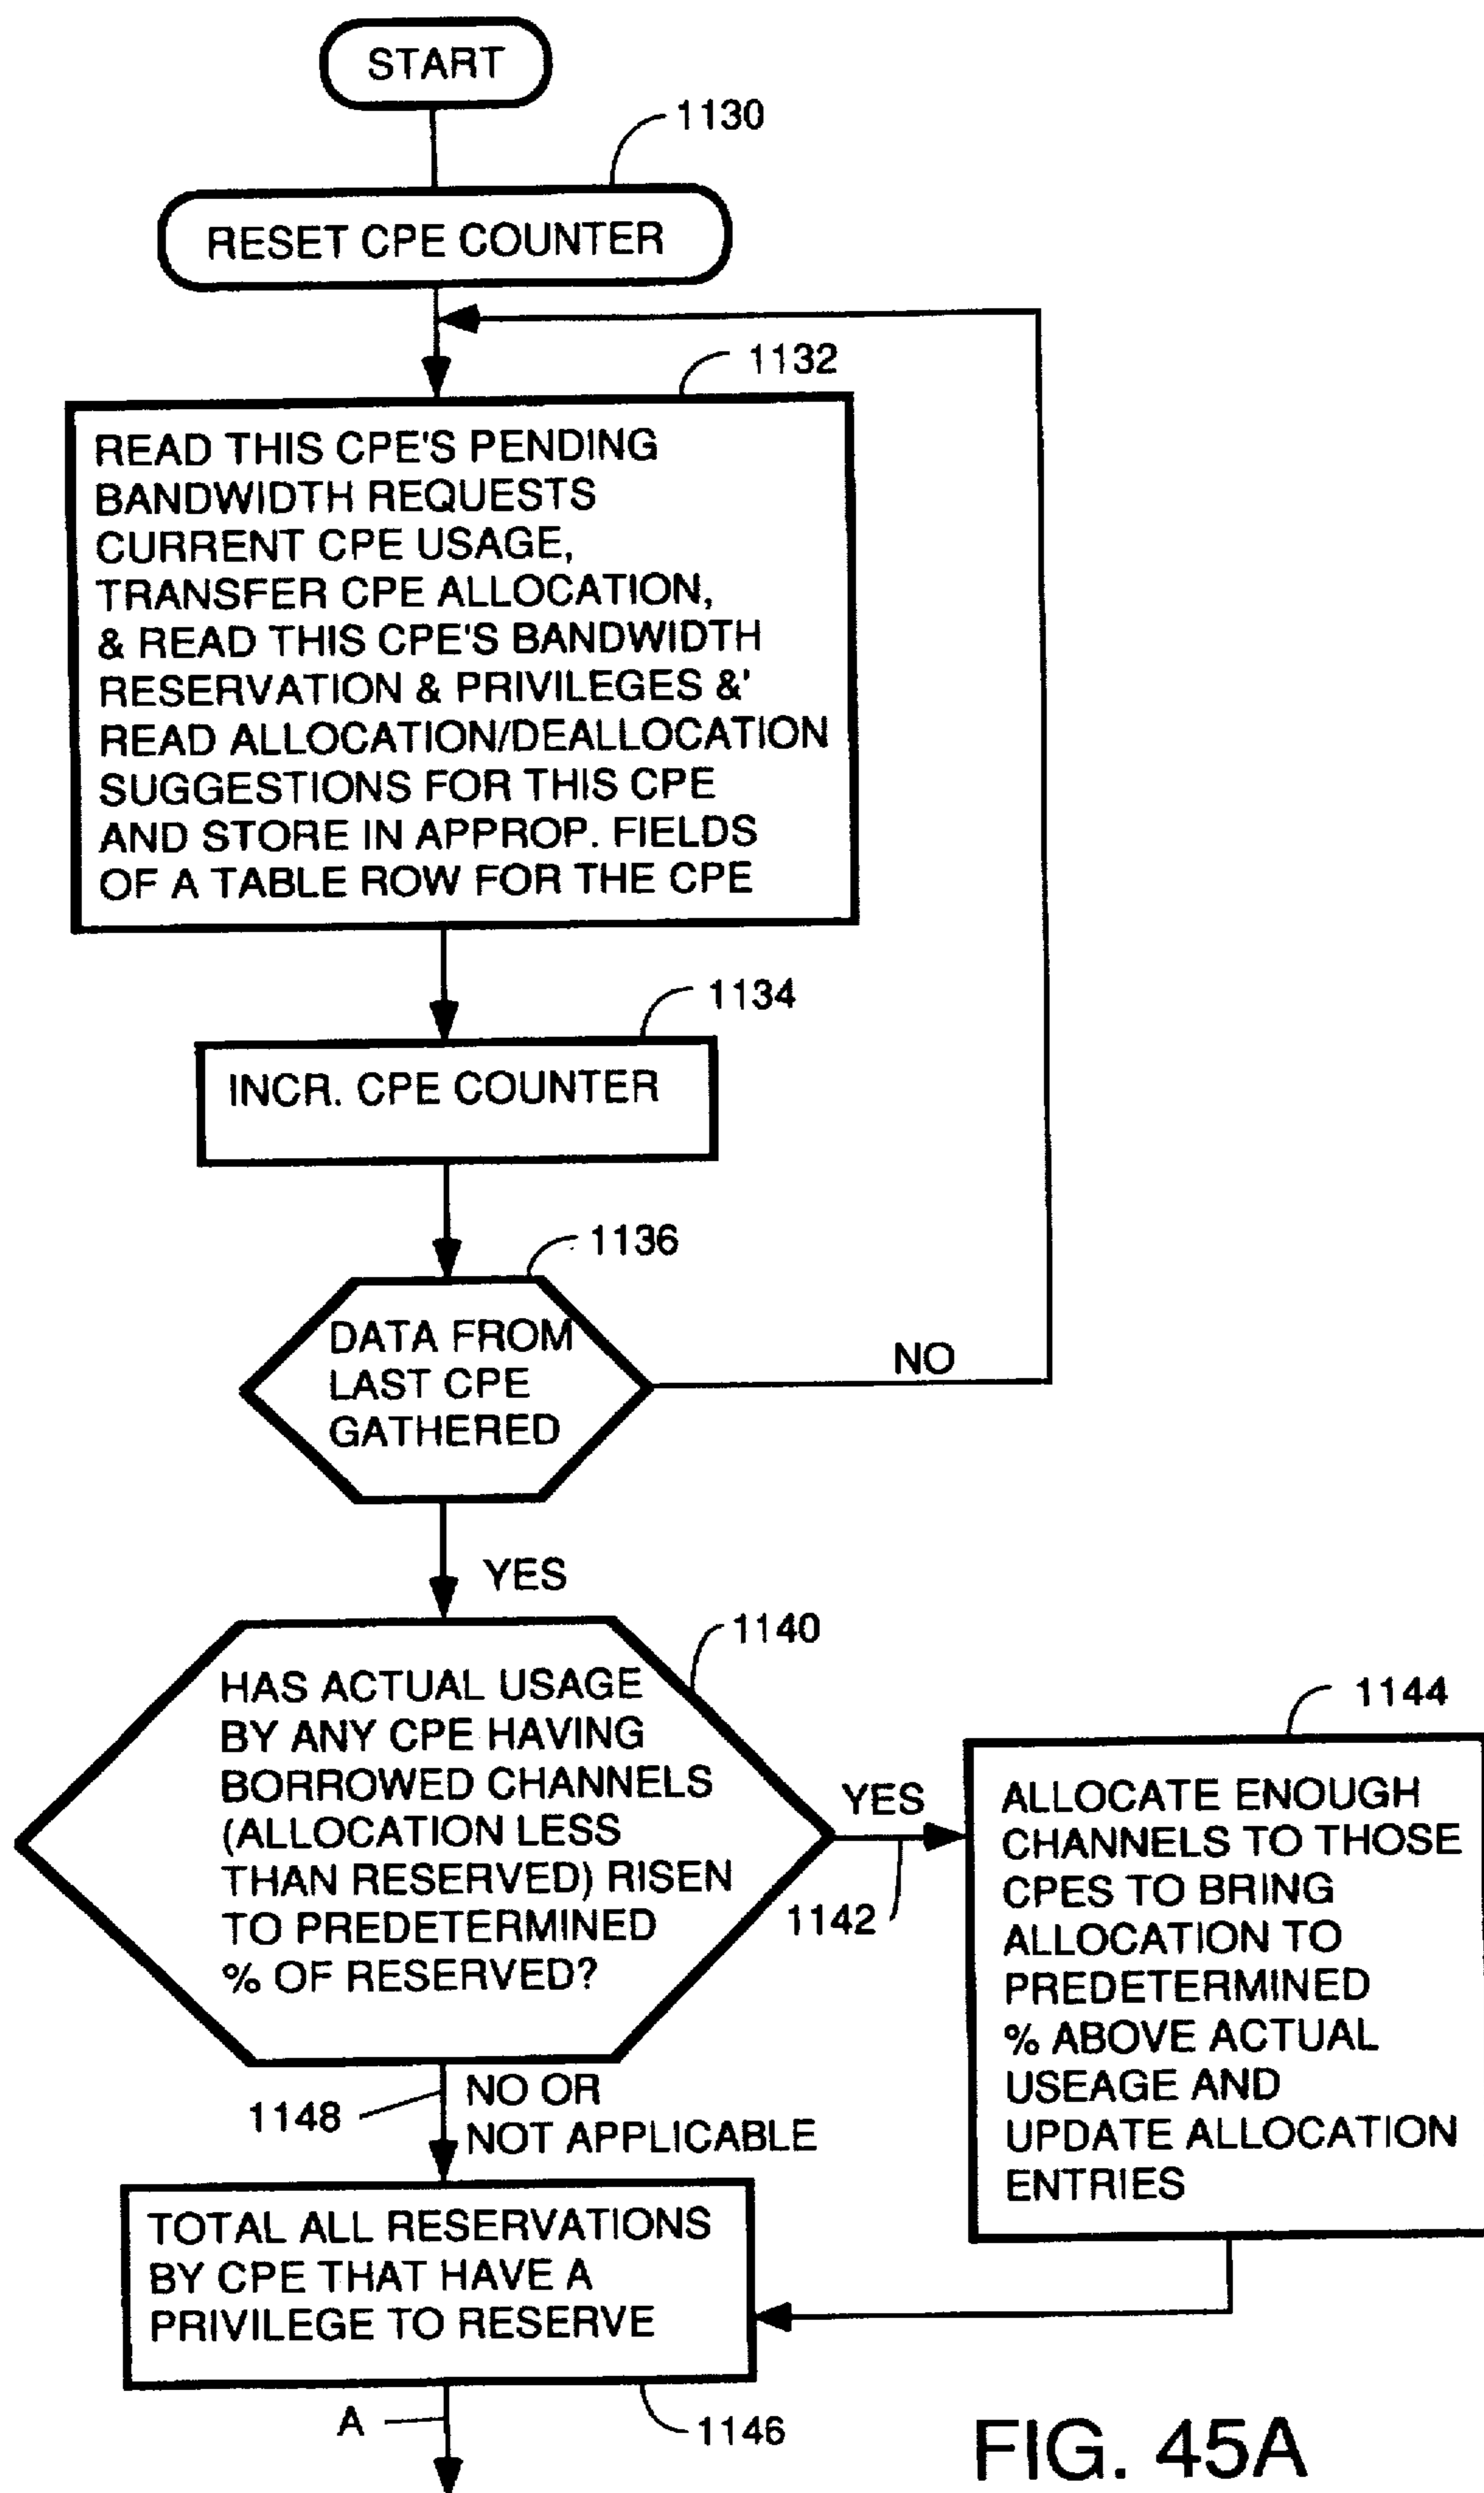 START
1130
RESET CPE COUNTER
1132
READ THIS CPE'S PENDING
BANDWIDTH REQUESTS
CURRENT CPE USAGE,
TRANSFER CPE ALLOCATION,
& READ THIS CPE'S BANDWIDTH
RESERVATION & PRIVILEGES &'
READ ALLOCATION/DEALLOCATION
SUGGESTIONS FOR THIS CPE
AND STORE IN APPROP. FIELDS
OF A TABLE ROW FOR THE CPE
1134
INCR. CPE COUNTER
1136
DATA FROM
LAST CPE
GATHERED
NO
YES
1140
HAS ACTUAL USAGE
BY ANY CPE HAVING
BORROWED CHANNELS
(ALLOCATION LESS
THAN RESERVED) RISEN
TO PREDETERMINED
% OF RESERVED?
YES
1142
1144
ALLOCATE ENOUGH
CHANNELS TO THOSE
CPES TO BRING
ALLOCATION TO
PREDETERMINED
% ABOVE ACTUAL
USEAGE AND
UPDATE ALLOCATION
ENTRIES
1148
NO OR
NOT APPLICABLE
TOTAL ALL RESERVATIONS
BY CPE THAT HAVE A
PRIVILEGE TO RESERVE
A
1146
FIG. 45A